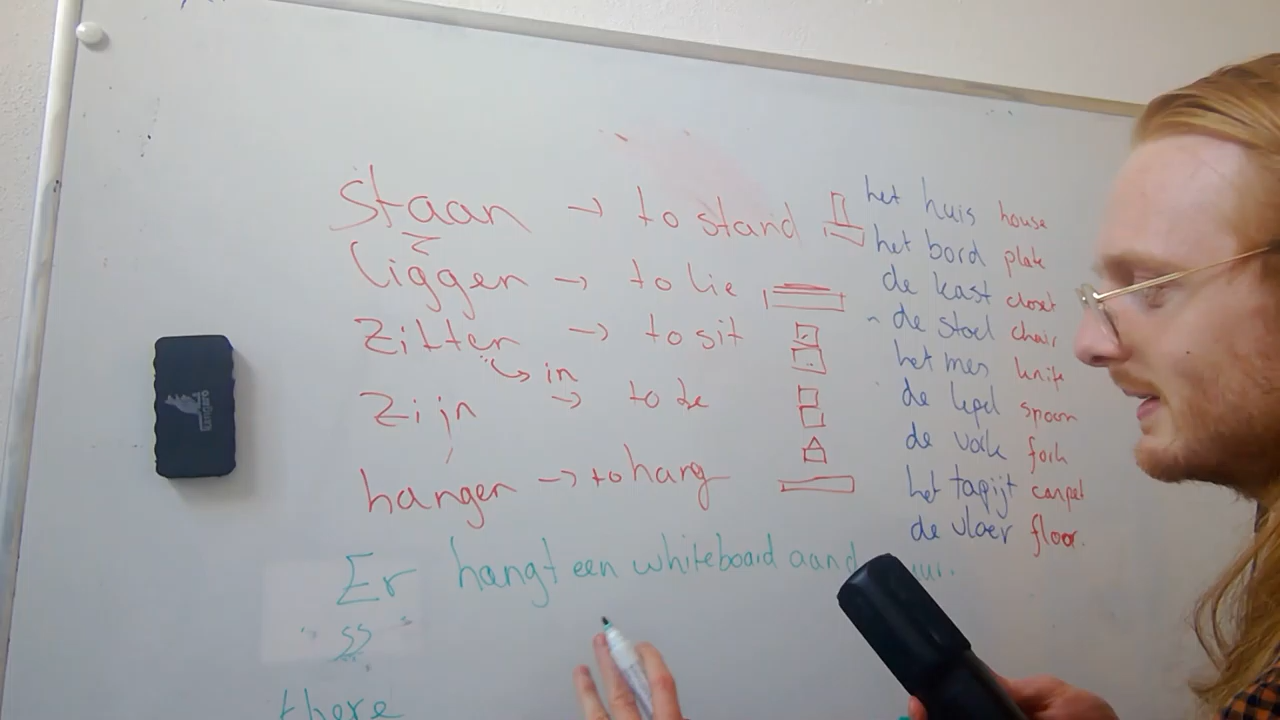 staan → to stand
liggen → to lie
zitten → to sit
in
zijn → to be
hangen → to hang
het huis house
het bord plate
de kast closet
de stoel chair
het mes knife
de lepel spoon
de vork fork
het tapijt carpet
de vloer floor.
Er hangt een whiteboard aan d uur.
there